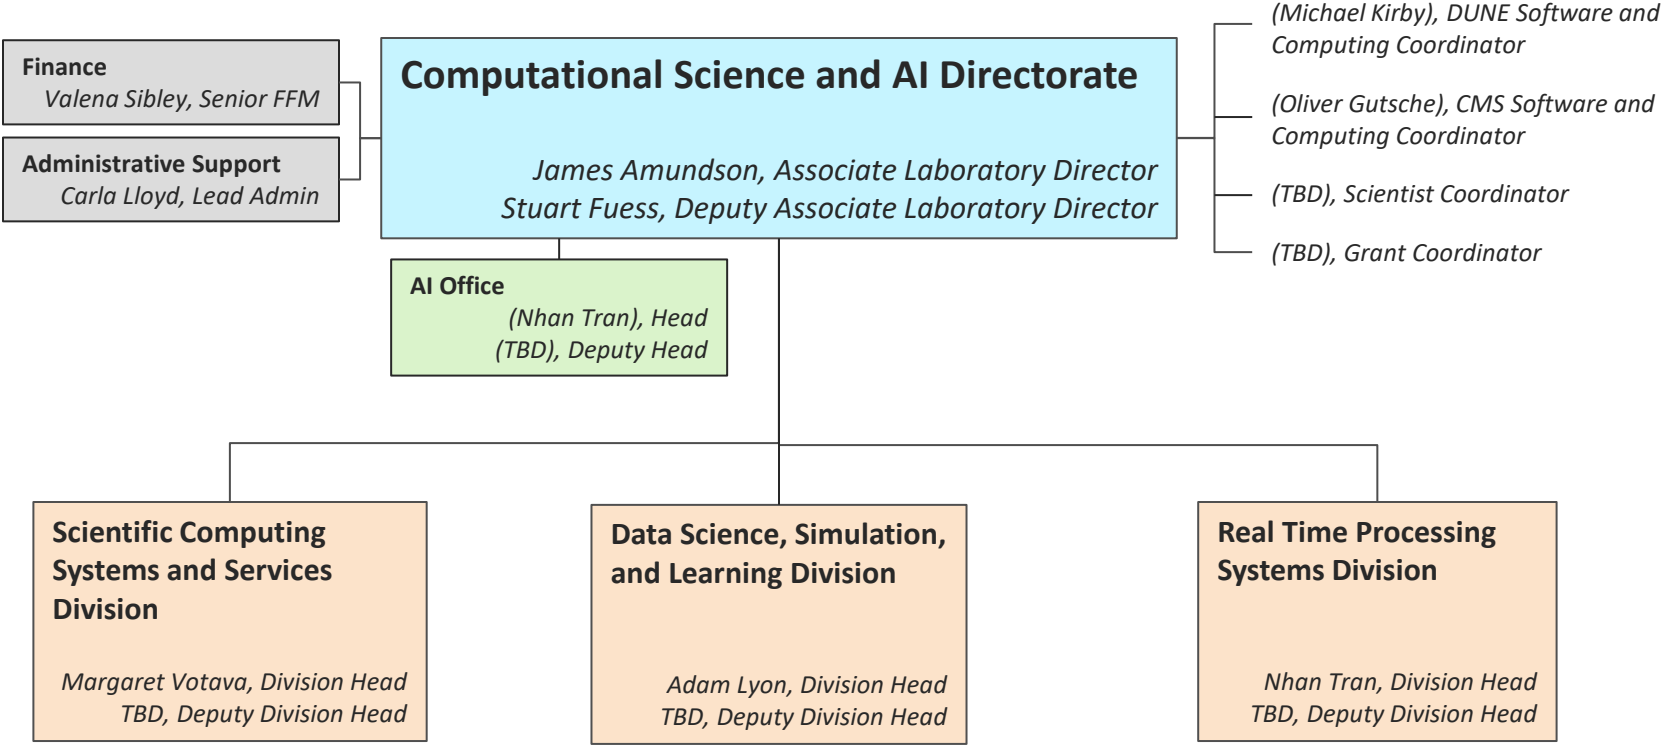 Finance
Valena Sibley, Senior FFM
Administrative Support
Carla Lloyd, Lead Admin
Computational Science and AI Directorate
James Amundson, Associate Laboratory Director
Stuart Fuess, Deputy Associate Laboratory Director
(Michael Kirby), DUNE Software and
Computing Coordinator
(Oliver Gutsche), CMS Software and
Computing Coordinator
(TBD), Scientist Coordinator
(TBD), Grant Coordinator
AI Office
(Nhan Tran), Head
(TBD), Deputy Head
Scientific Computing
Systems and Services
Division
Margaret Votava, Division Head
TBD, Deputy Division Head
Data Science, Simulation,
and Learning Division
Adam Lyon, Division Head
TBD, Deputy Division Head
Real Time Processing
Systems Division
Nhan Tran, Division Head
TBD, Deputy Division Head